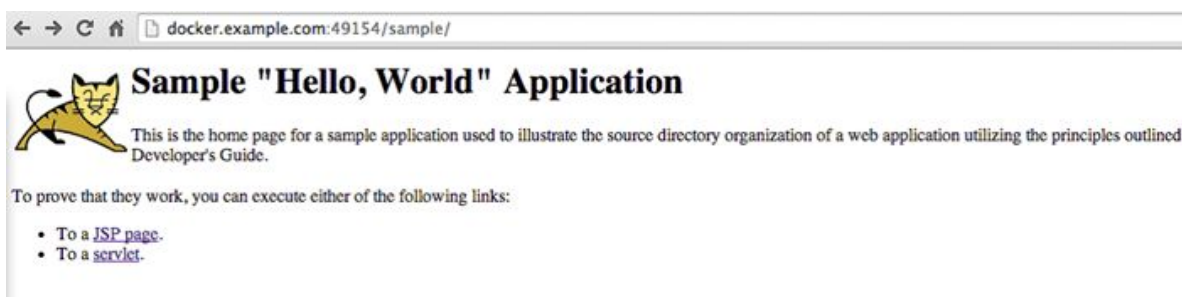 docker.example.com:49154/sample/
Sample "Hello, World" Application
This is the home page for a sample application used to illustrate the source directory organization of a web application utilizing the principles outlined
Developer's Guide.
To prove that they work, you can execute either of the following links:
• To a JSP page.
• To a servlet.